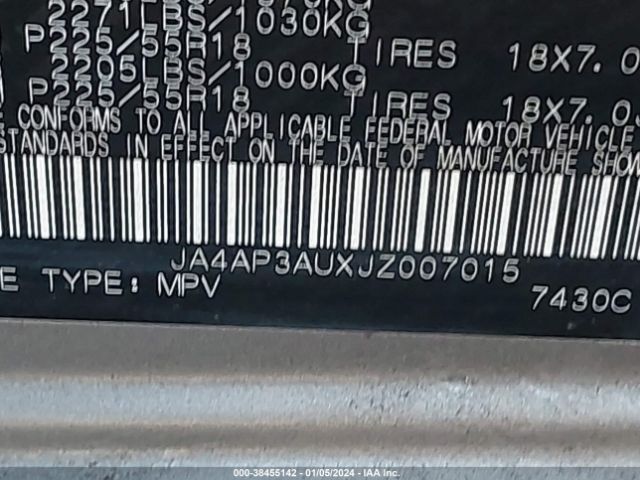 2271LBS/1030KG
P225/55R18 TIRES 18X7.0
2205LBS/1000KG
P225/55R18 TIRES 18X7.0
CONFORMS TO ALL APPLICABLE FEDERAL MOTOR VEHICLE
STANDARDS IN EFFECT ON THE DATE OF MANUFACTURE SHOW
JA4AP3AUXJZ007015
E TYPE: MPV 7430C
000-38455142 - 01/05/2024 - IAA Inc.